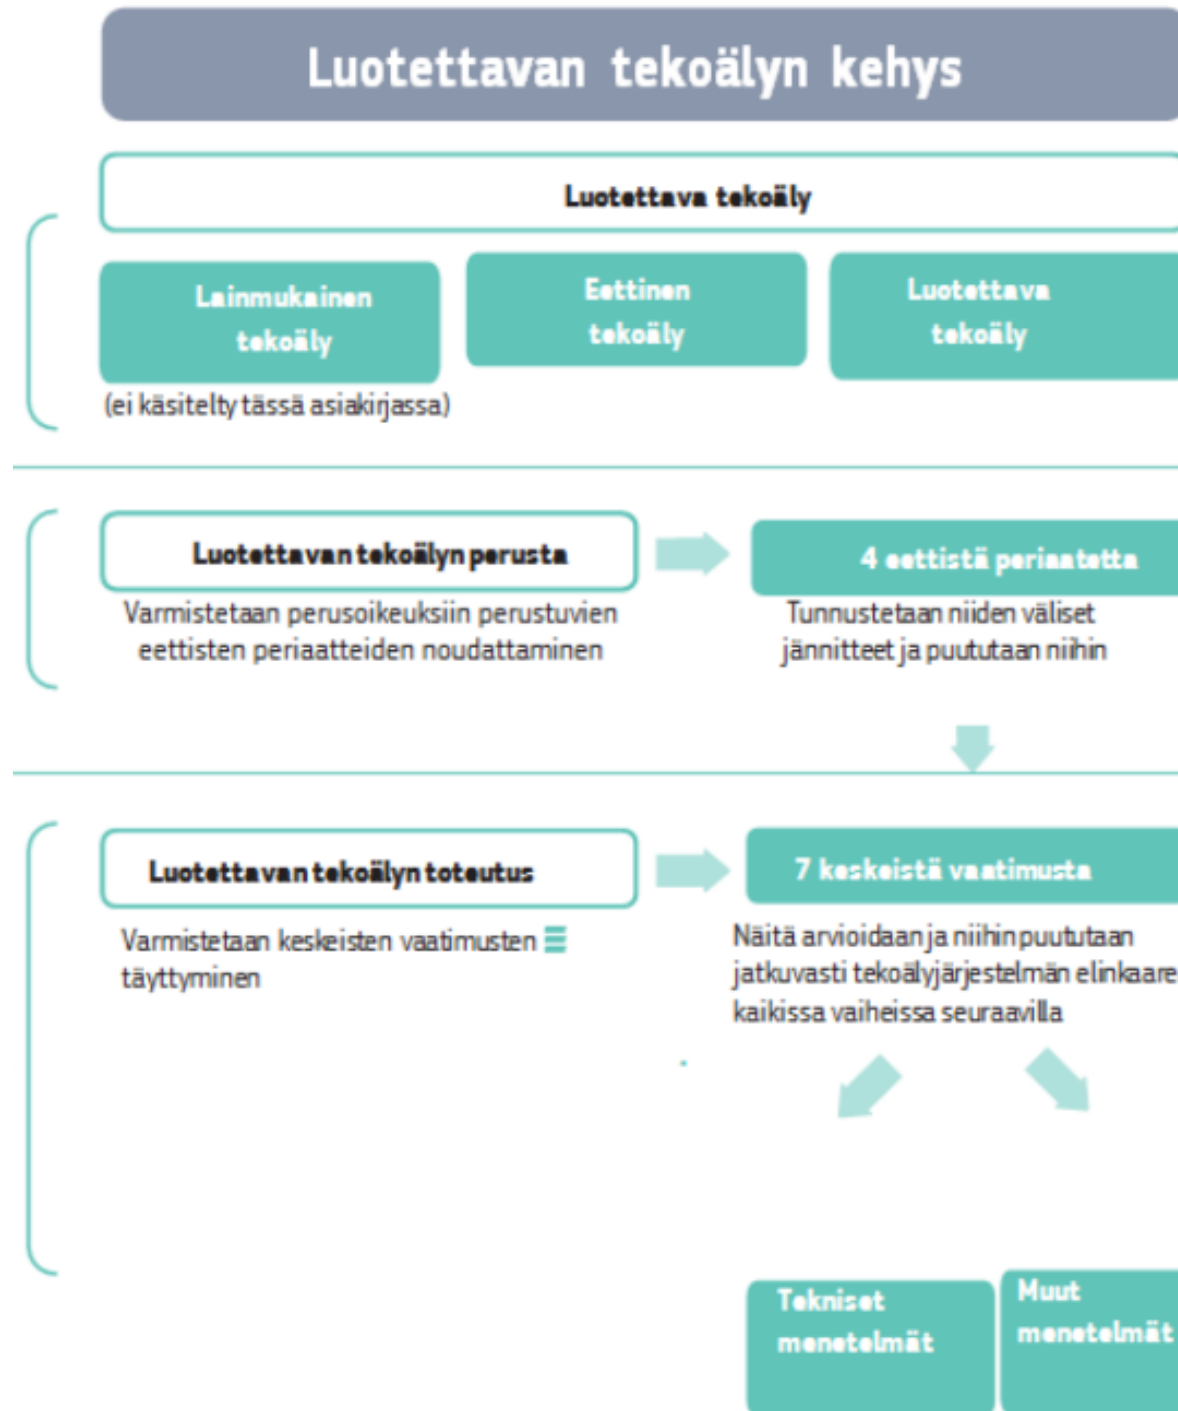 Luotettavan tekoälyn kehys
Luotettava tekoäly
Lainmukainen
tekoäly
(ei käsitelty tässä asiakirjassa)
Eettinen
tekoäly
Luotettava
tekoäly
Luotettavan tekoälyn perusta
Varmistetaan perusoikeuksiin perustuvien
eettisten periaatteiden noudattaminen
4 eettistä periaatetta
Tunnustetaan niiden väliset
jännitteet ja puututaan niihin
Luotettavan tekoälyn toteutus
Varmistetaan keskeisten vaatimusten
täyttyminen
7 keskeistä vaatimusta
Näitä arvioidaan ja niihin puututaan
jatkuvasti tekoälyjärjestelmän elinkaare
kaikissa vaiheissa seuraavilla
Tekniset
menetelmät
Muut
menetelmät